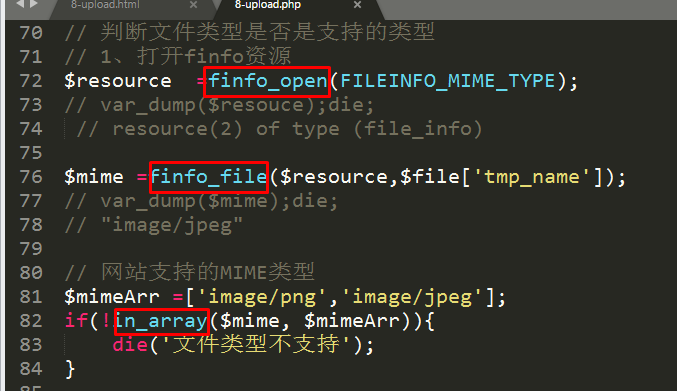 8-upload.html
8-upload.php
70 // 判断文件类型是否是支持的类型
71 // 1、打开finfo资源
72 $resource  =finfo_open(FILEINFO_MIME_TYPE);
73 // var_dump($resouce);die;
74  // resource(2) of type (file_info)
75
76 $mime =finfo_file($resource,$file['tmp_name']);
77 // var_dump($mime);die;
78 // "image/jpeg"
79
80 // 网站支持的MIME类型
81 $mimeArr =['image/png','image/jpeg'];
82 if(!in_array($mime, $mimeArr)){
83     die('文件类型不支持');
84 }
85